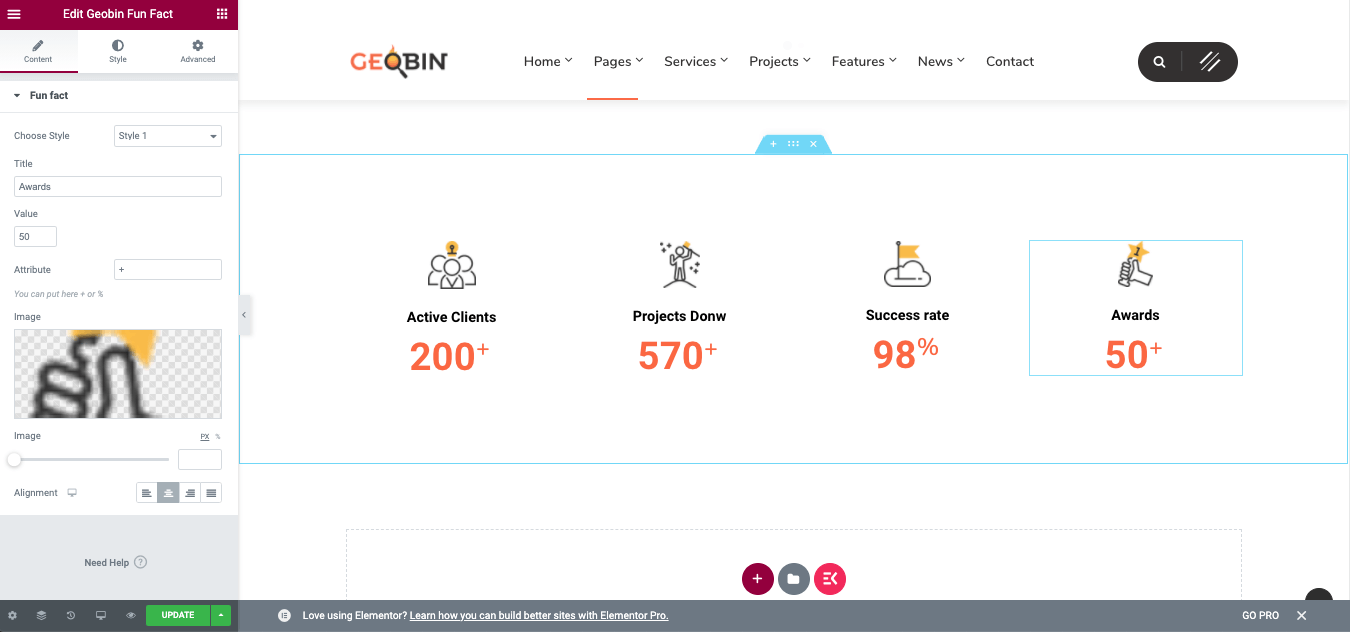 Edit Geobin Fun Fact
Content Style Advanced
Fun fact
Choose Style Style 1
Title
Awards
Value
50
Attribute +
You can put here + or %
Image
Image PX %
Alignment
Need Help ?
UPDATE
GEOBIN
Home Pages Services Projects Features News Contact
+ ×
Active Clients
200+
Projects Donw
570+
Success rate
98%
1
Awards
50+
+
Love using Elementor? Learn how you can build better sites with Elementor Pro.
GO PRO ×